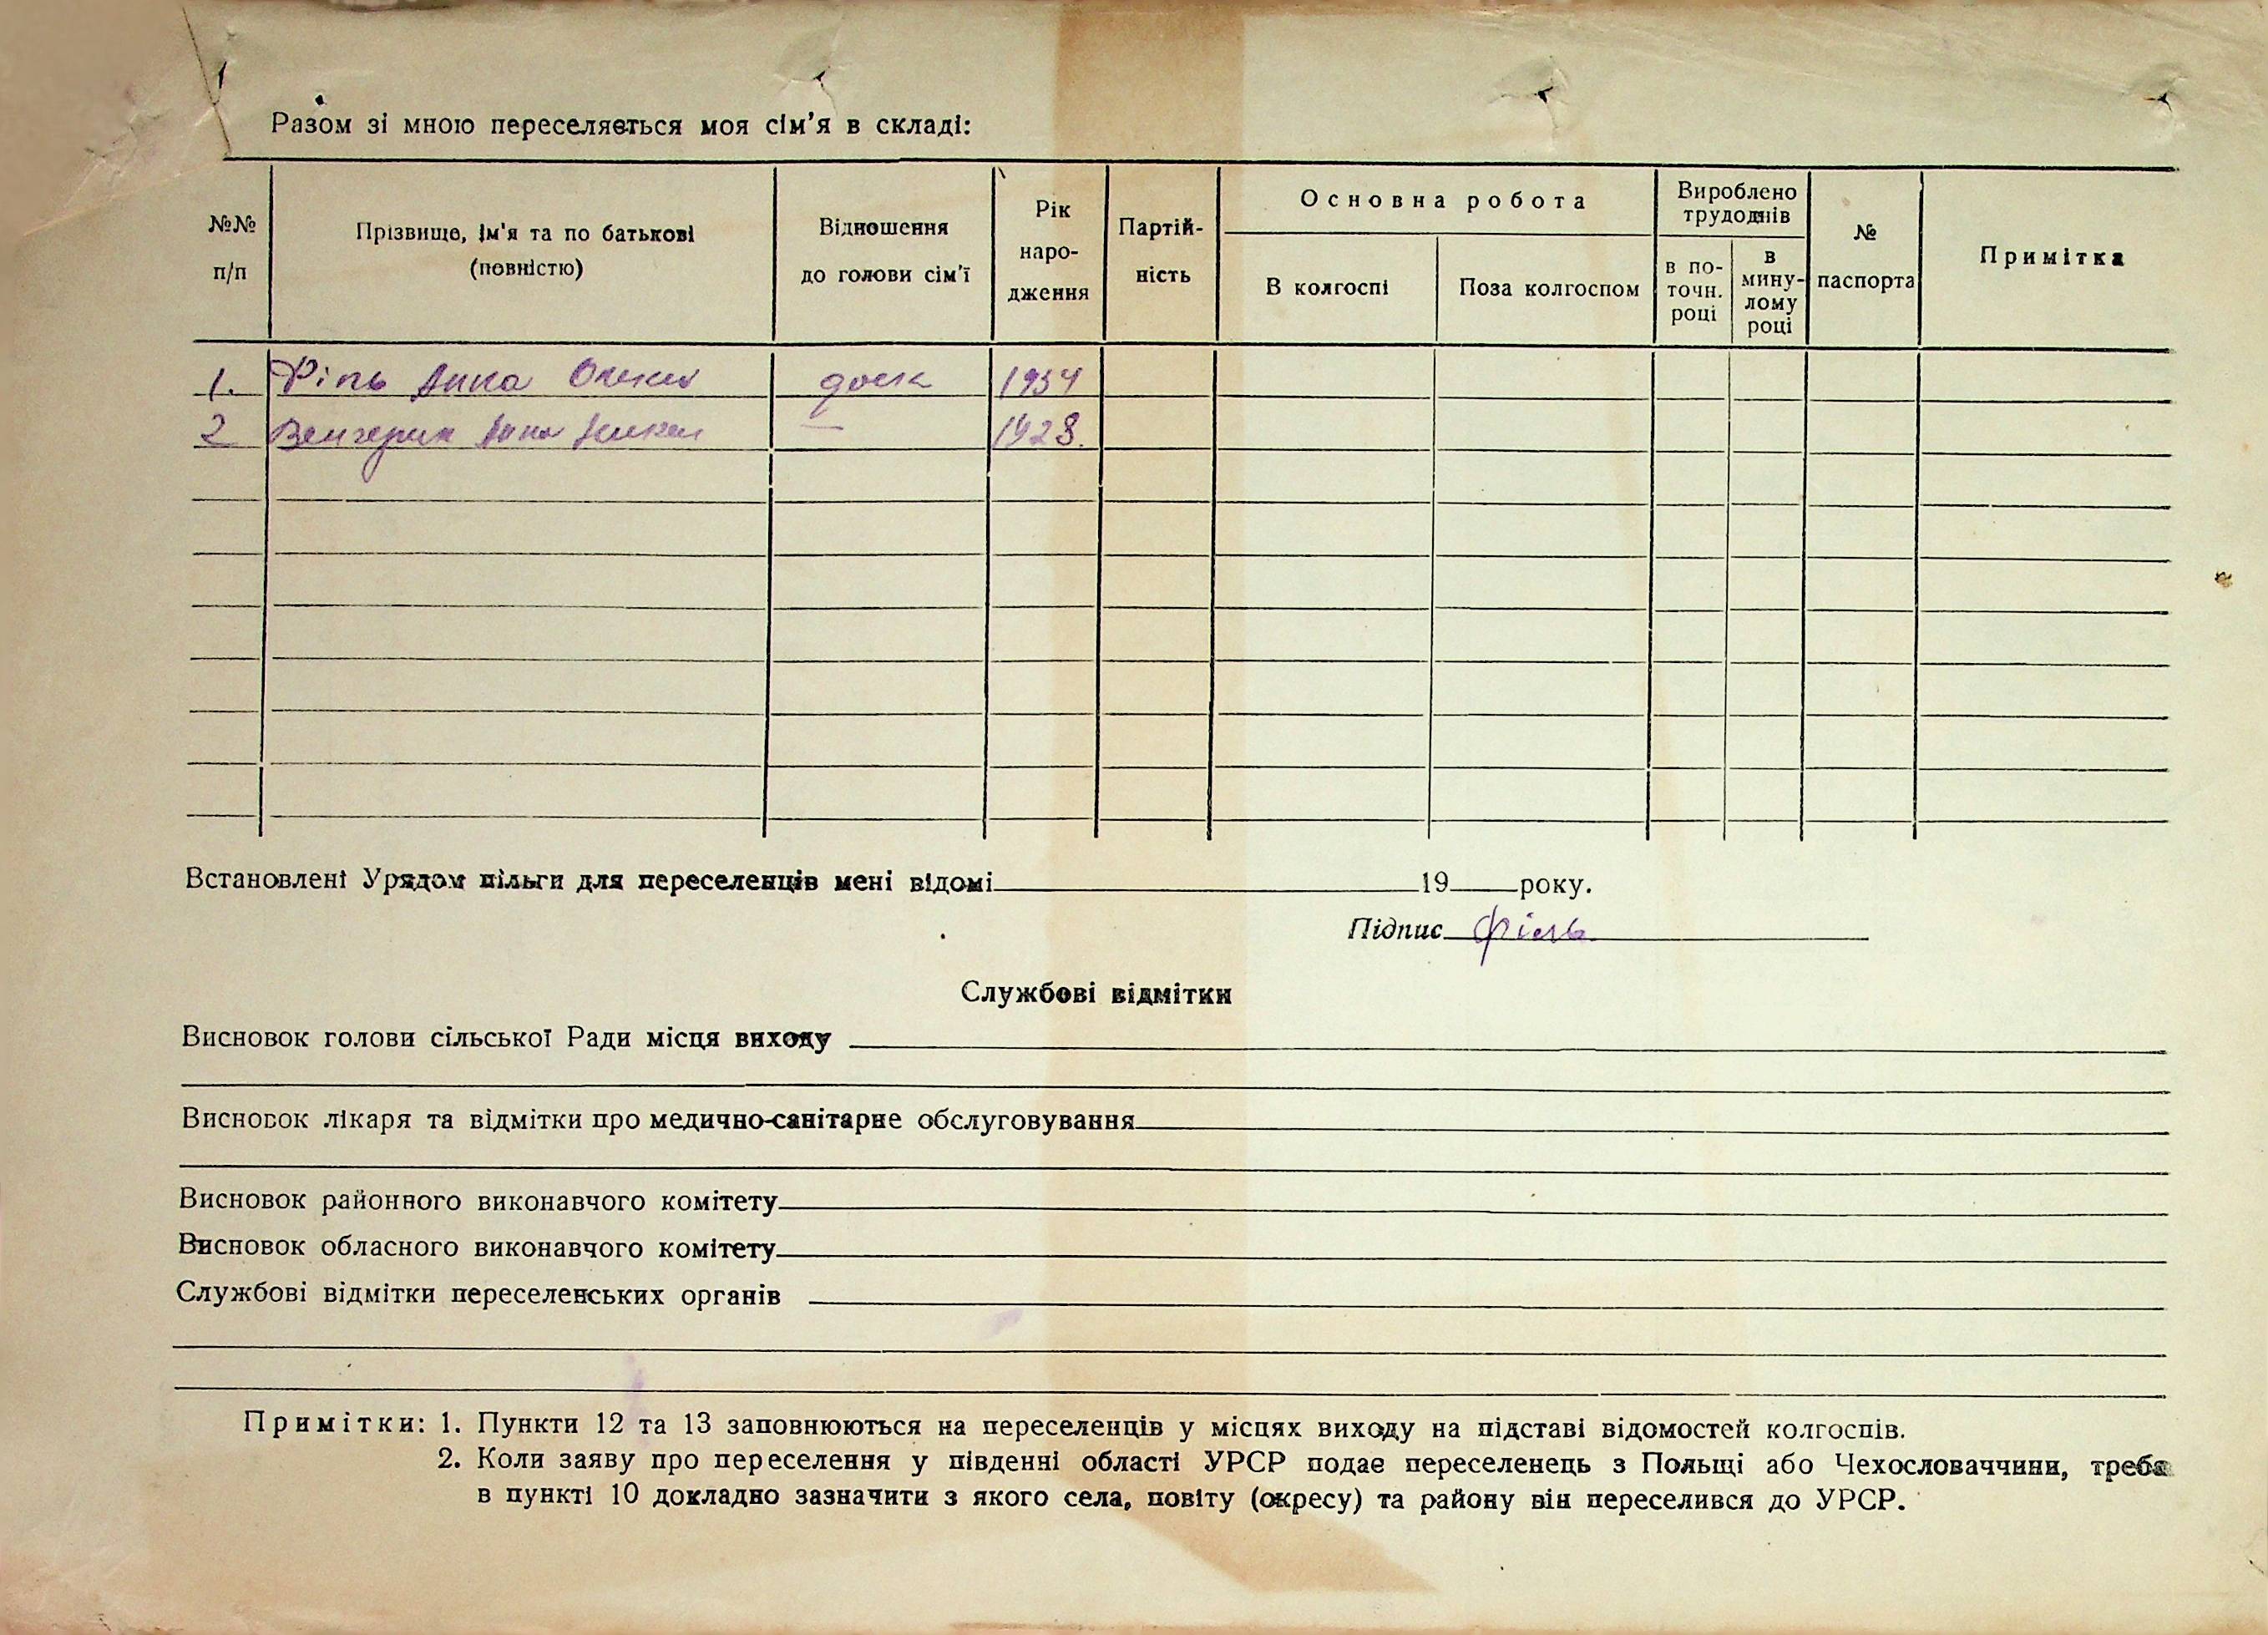 Разом зі мною переселяється моя сім'я в складі:
№№ п/п
Прізвище, ім'я та по батькові (повністю)
Відношення до голови сім'ї
Рік народження
Партійність
Основна робота
В колгоспі
Поза колгоспом
Вироблено трудоднів
в поточн. році
в минулому році
№ паспорта
Примітка
1. Філь Анна 1954
2 Венгерин Анна 1928.
Встановлені Урядом пільги для переселенців мені відомі 19 року.
Підпис Філь
Службові відмітки
Висновок голови сільської Ради місця виходу
Висновок лікаря та відмітки про медично-санітарне обслуговування
Висновок районного виконавчого комітету
Висновок обласного виконавчого комітету
Службові відмітки переселенських органів
Примітки: 1. Пункти 12 та 13 заповнюються на переселенців у місцях виходу на підставі відомостей колгоспів.
2. Коли заяву про переселення у південні області УРСР подає переселенець з Польщі або Чехословаччини, треба
в пункті 10 докладно зазначити з якого села, повіту (окресу) та району він переселився до УРСР.